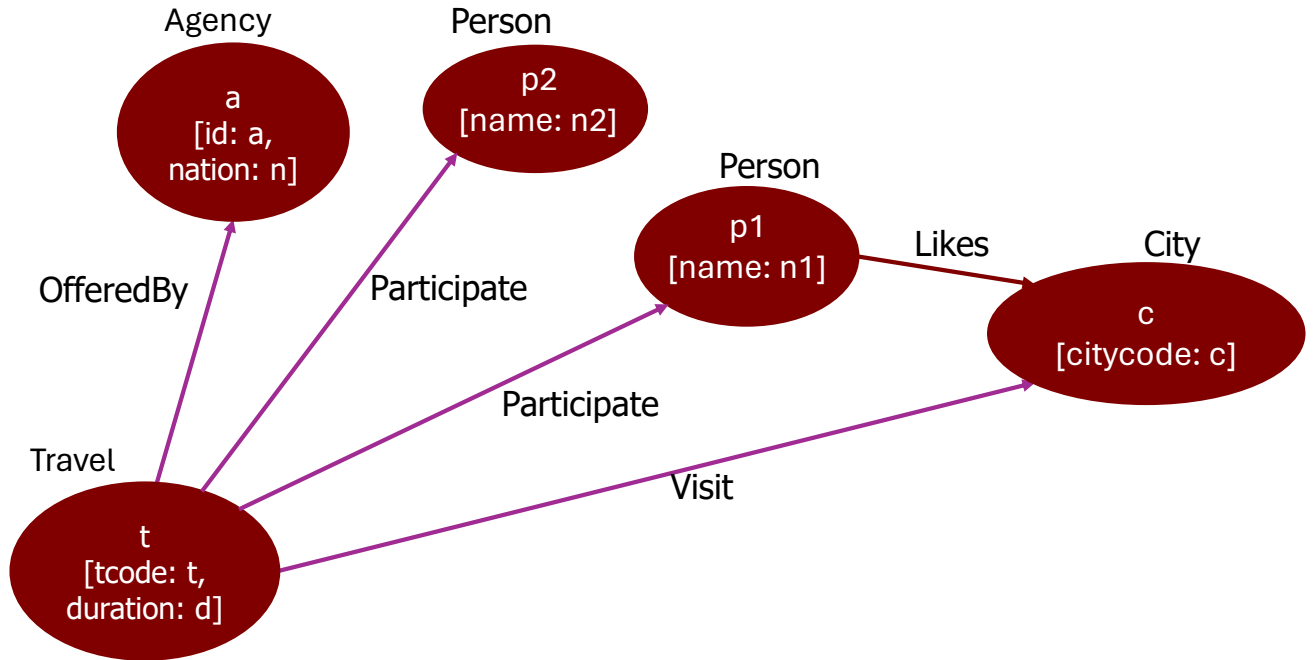 Agency
a
[id: a,
nation: n]
Person
p2
[name: n2]
Person
p1
[name: n1]
Likes
City
c
[citycode: c]
OfferedBy
Participate
Participate
Visit
Travel
t
[tcode: t,
duration: d]